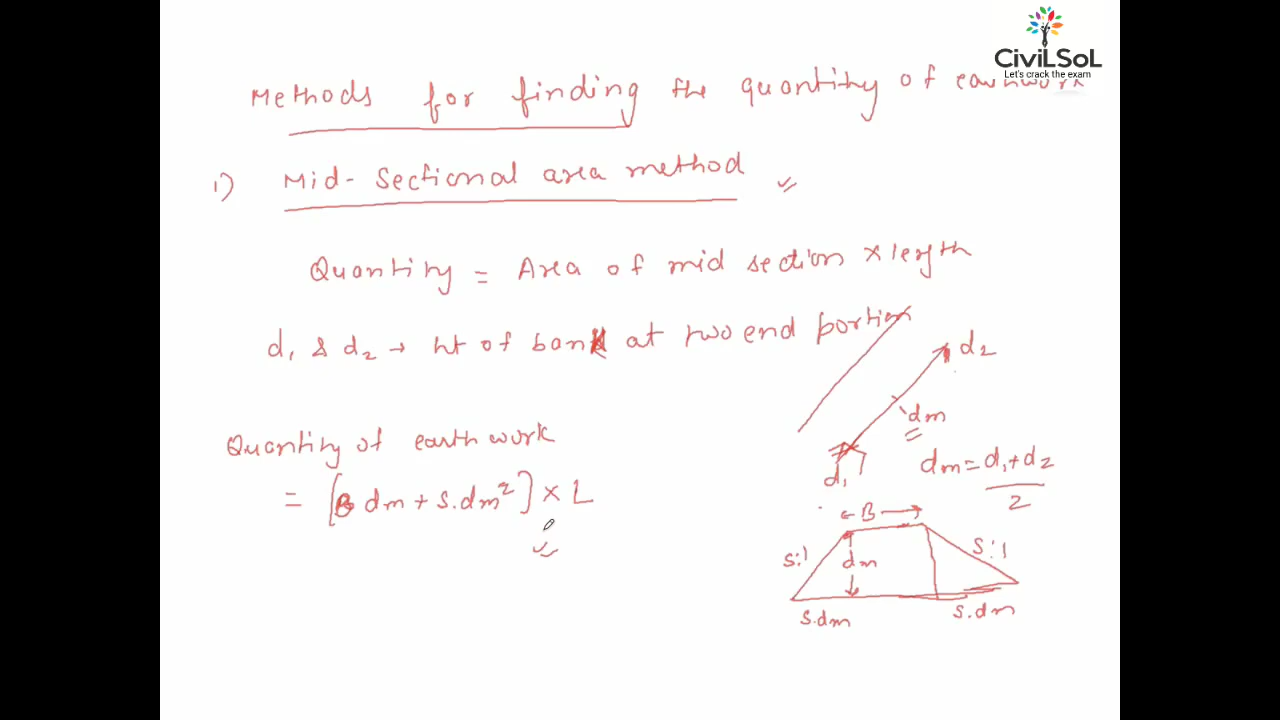 CiviLSoL
Let's crack the exam
Methods for finding the quantity of earthwork
1) Mid-Sectional area method
Quantity = Area of mid section x length
d₁ & d₂ → ht of bank at two end portion
d₂
dm
d₁
dm = d₁+d₂
2
Quantity of earthwork
= [B dm + S.dm²] × L
B
S:1
dm
S:1
S.dm
S.dm